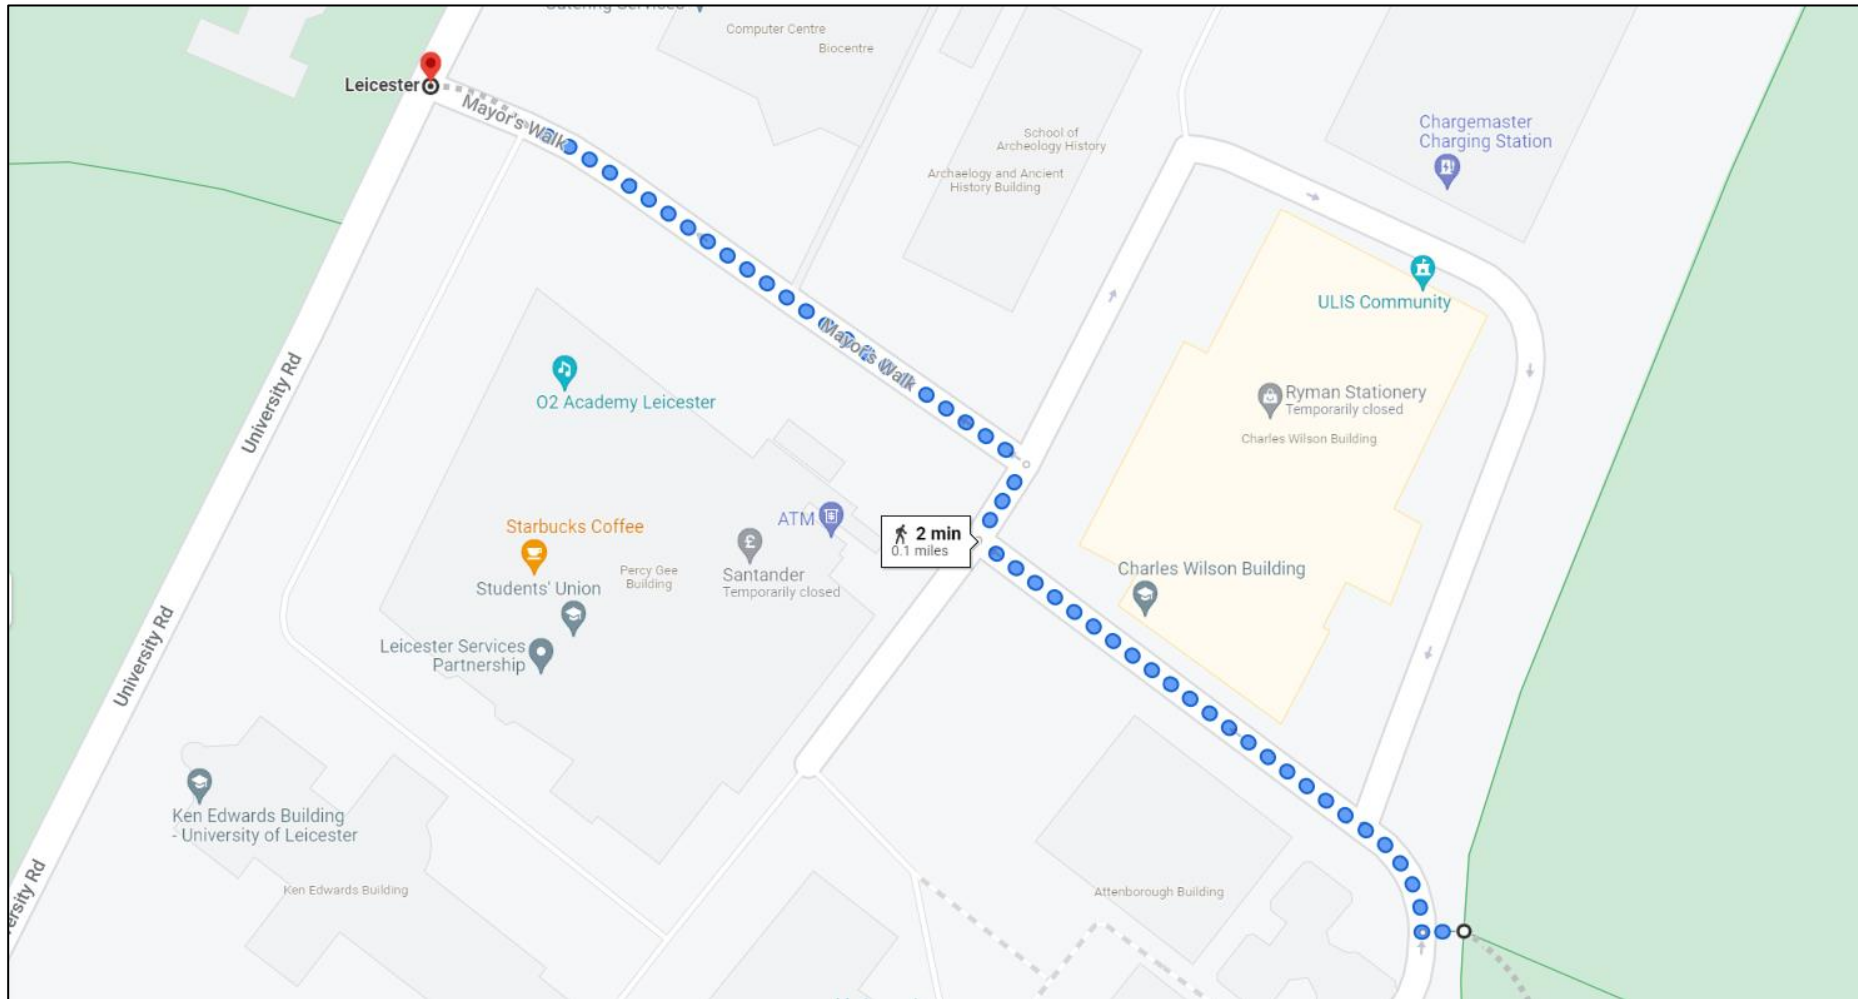 Catering Services
Computer Centre
Biocentre
Leicester
Mayor's Walk
School of
Archeology History
Archaelogy and Ancient
History Building
Chargemaster
Charging Station
ULIS Community
Mayor's Walk
University Rd
O2 Academy Leicester
Ryman Stationery
Temporarily closed
Charles Wilson Building
Starbucks Coffee
ATM
2 min
0.1 miles
Students' Union
Percy Gee
Building
Santander
Temporarily closed
Charles Wilson Building
University Rd
Leicester Services
Partnership
Ken Edwards Building
- University of Leicester
Ken Edwards Building
Attenborough Building
versity Rd